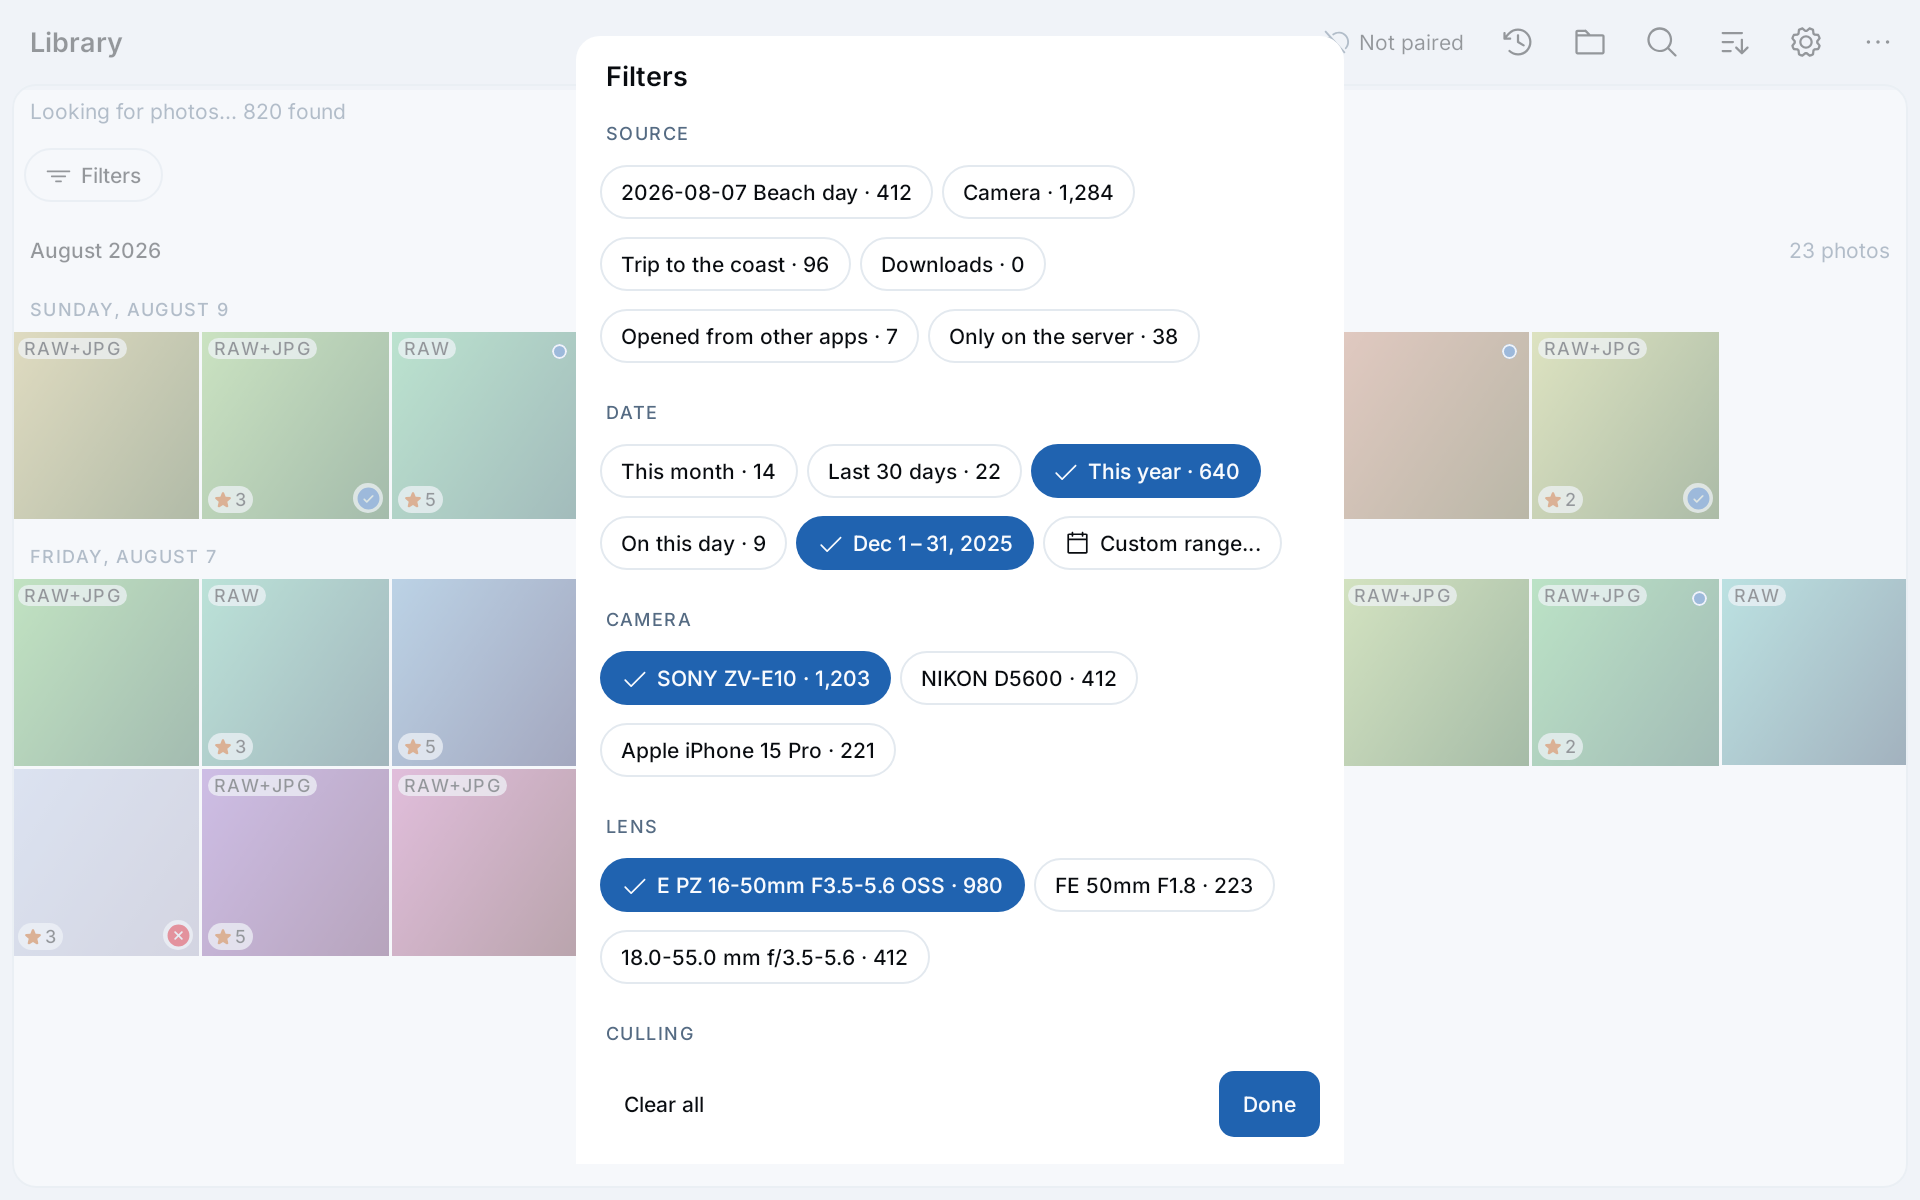 Library
Not paired
Looking for photos... 820 found
Filters
August 2026
23 photos
SUNDAY, AUGUST 9
RAW+JPG
RAW+JPG
3
RAW
5
RAW+JPG
2
FRIDAY, AUGUST 7
RAW+JPG
RAW
3
5
RAW+JPG
RAW+JPG
2
RAW
3
RAW+JPG
5
RAW+JPG
Filters
SOURCE
2026-08-07 Beach day · 412
Camera · 1,284
Trip to the coast · 96
Downloads · 0
Opened from other apps · 7
Only on the server · 38
DATE
This month · 14
Last 30 days · 22
This year · 640
On this day · 9
Dec 1 – 31, 2025
Custom range...
CAMERA
SONY ZV-E10 · 1,203
NIKON D5600 · 412
Apple iPhone 15 Pro · 221
LENS
E PZ 16-50mm F3.5-5.6 OSS · 980
FE 50mm F1.8 · 223
18.0-55.0 mm f/3.5-5.6 · 412
CULLING
Clear all
Done